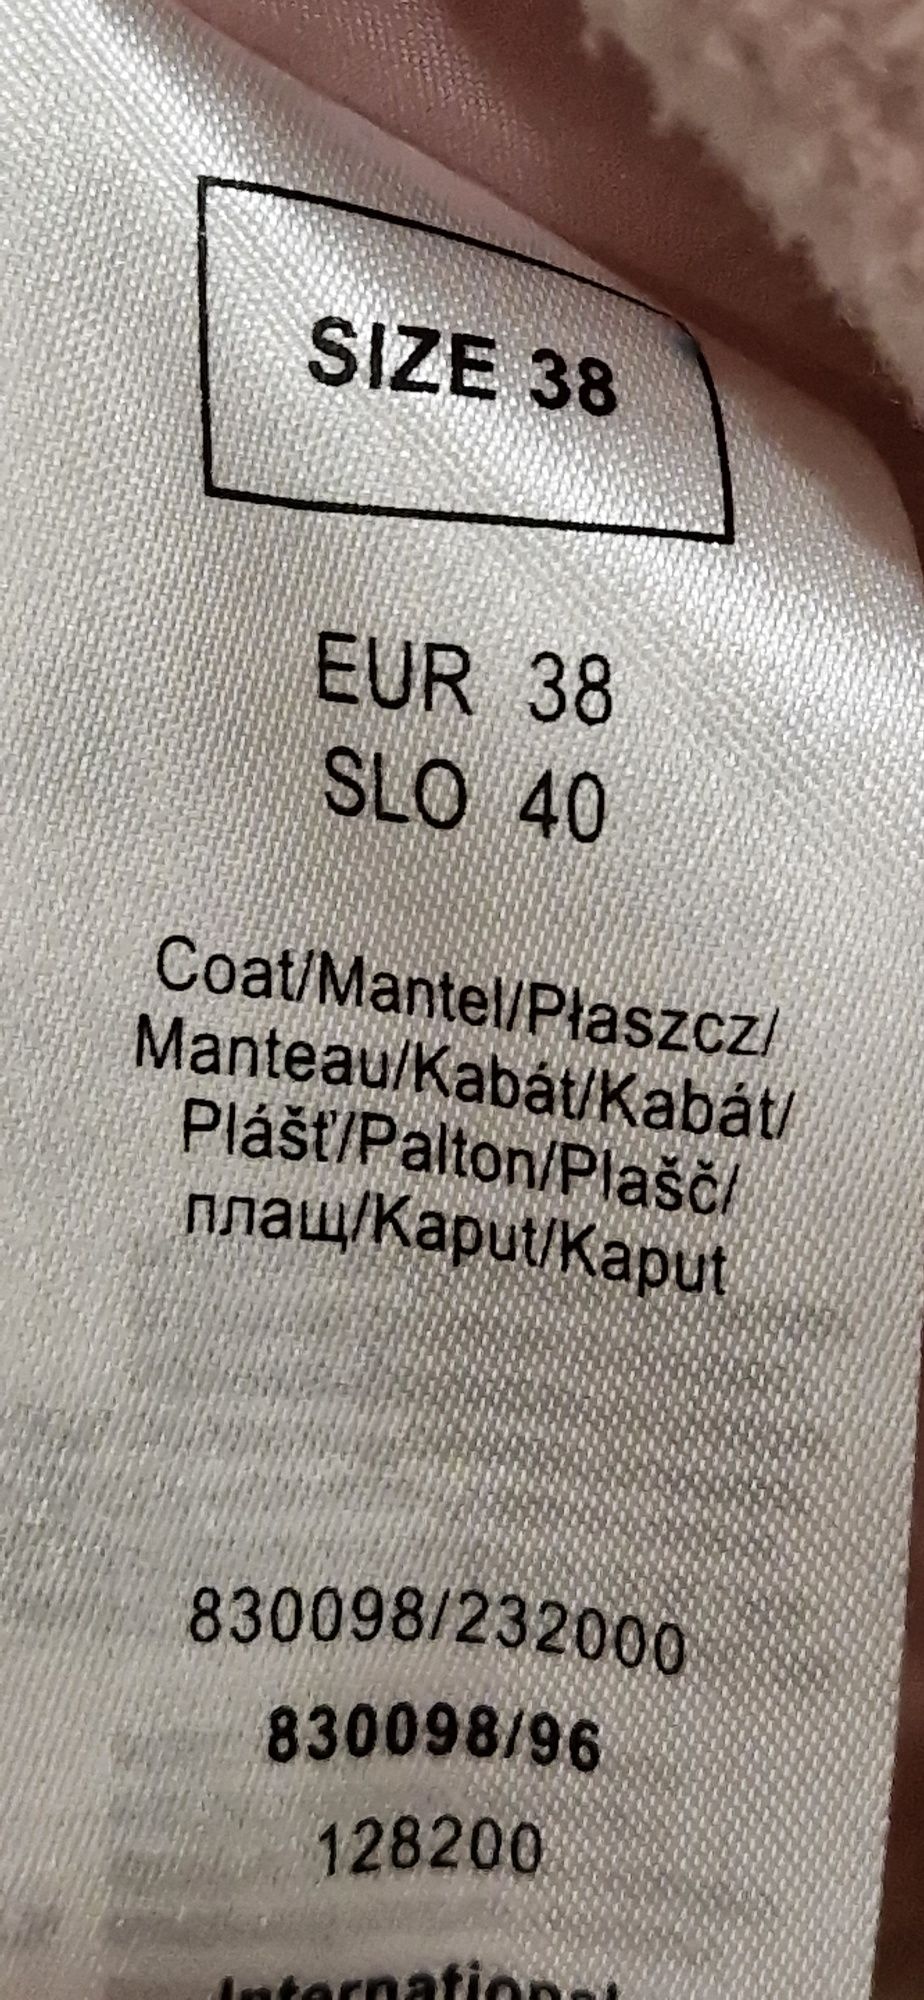 SIZE 38
EUR 38
SLO 40
Coat/Mantel/Płaszcz/
Manteau/Kabát/Kabát/
Plášť/Palton/Plašč/
плащ/Kaput/Kaput
830098/232000
830098/96
128200
International